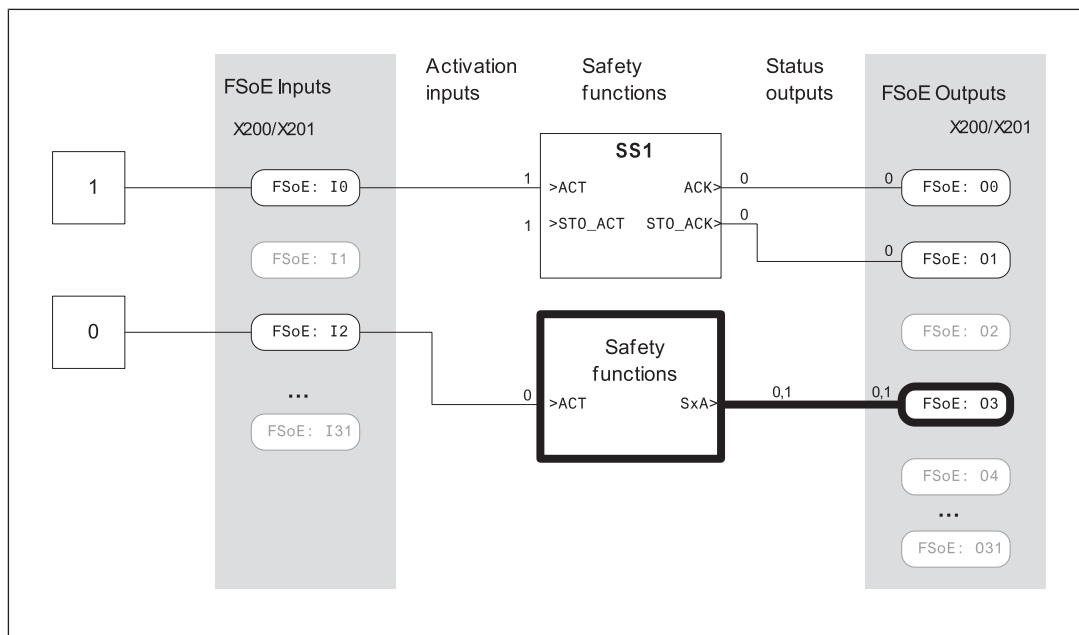 Activation
inputs
Safety
functions
Status
outputs
FSoE Inputs
X200/X201
FSoE Outputs
X200/X201
SS1
1
FSoE: I0
1
>ACT
ACK>
0
0
FSoE: O0
1
>STO_ACT
STO_ACK>
0
FSoE: I1
0
FSoE: O1
0
FSoE: I2
Safety
functions
FSoE: O2
...
0
>ACT
SxA>
0,1
0,1
FSoE: O3
FSoE: I31
FSoE: O4
...
FSoE: O31